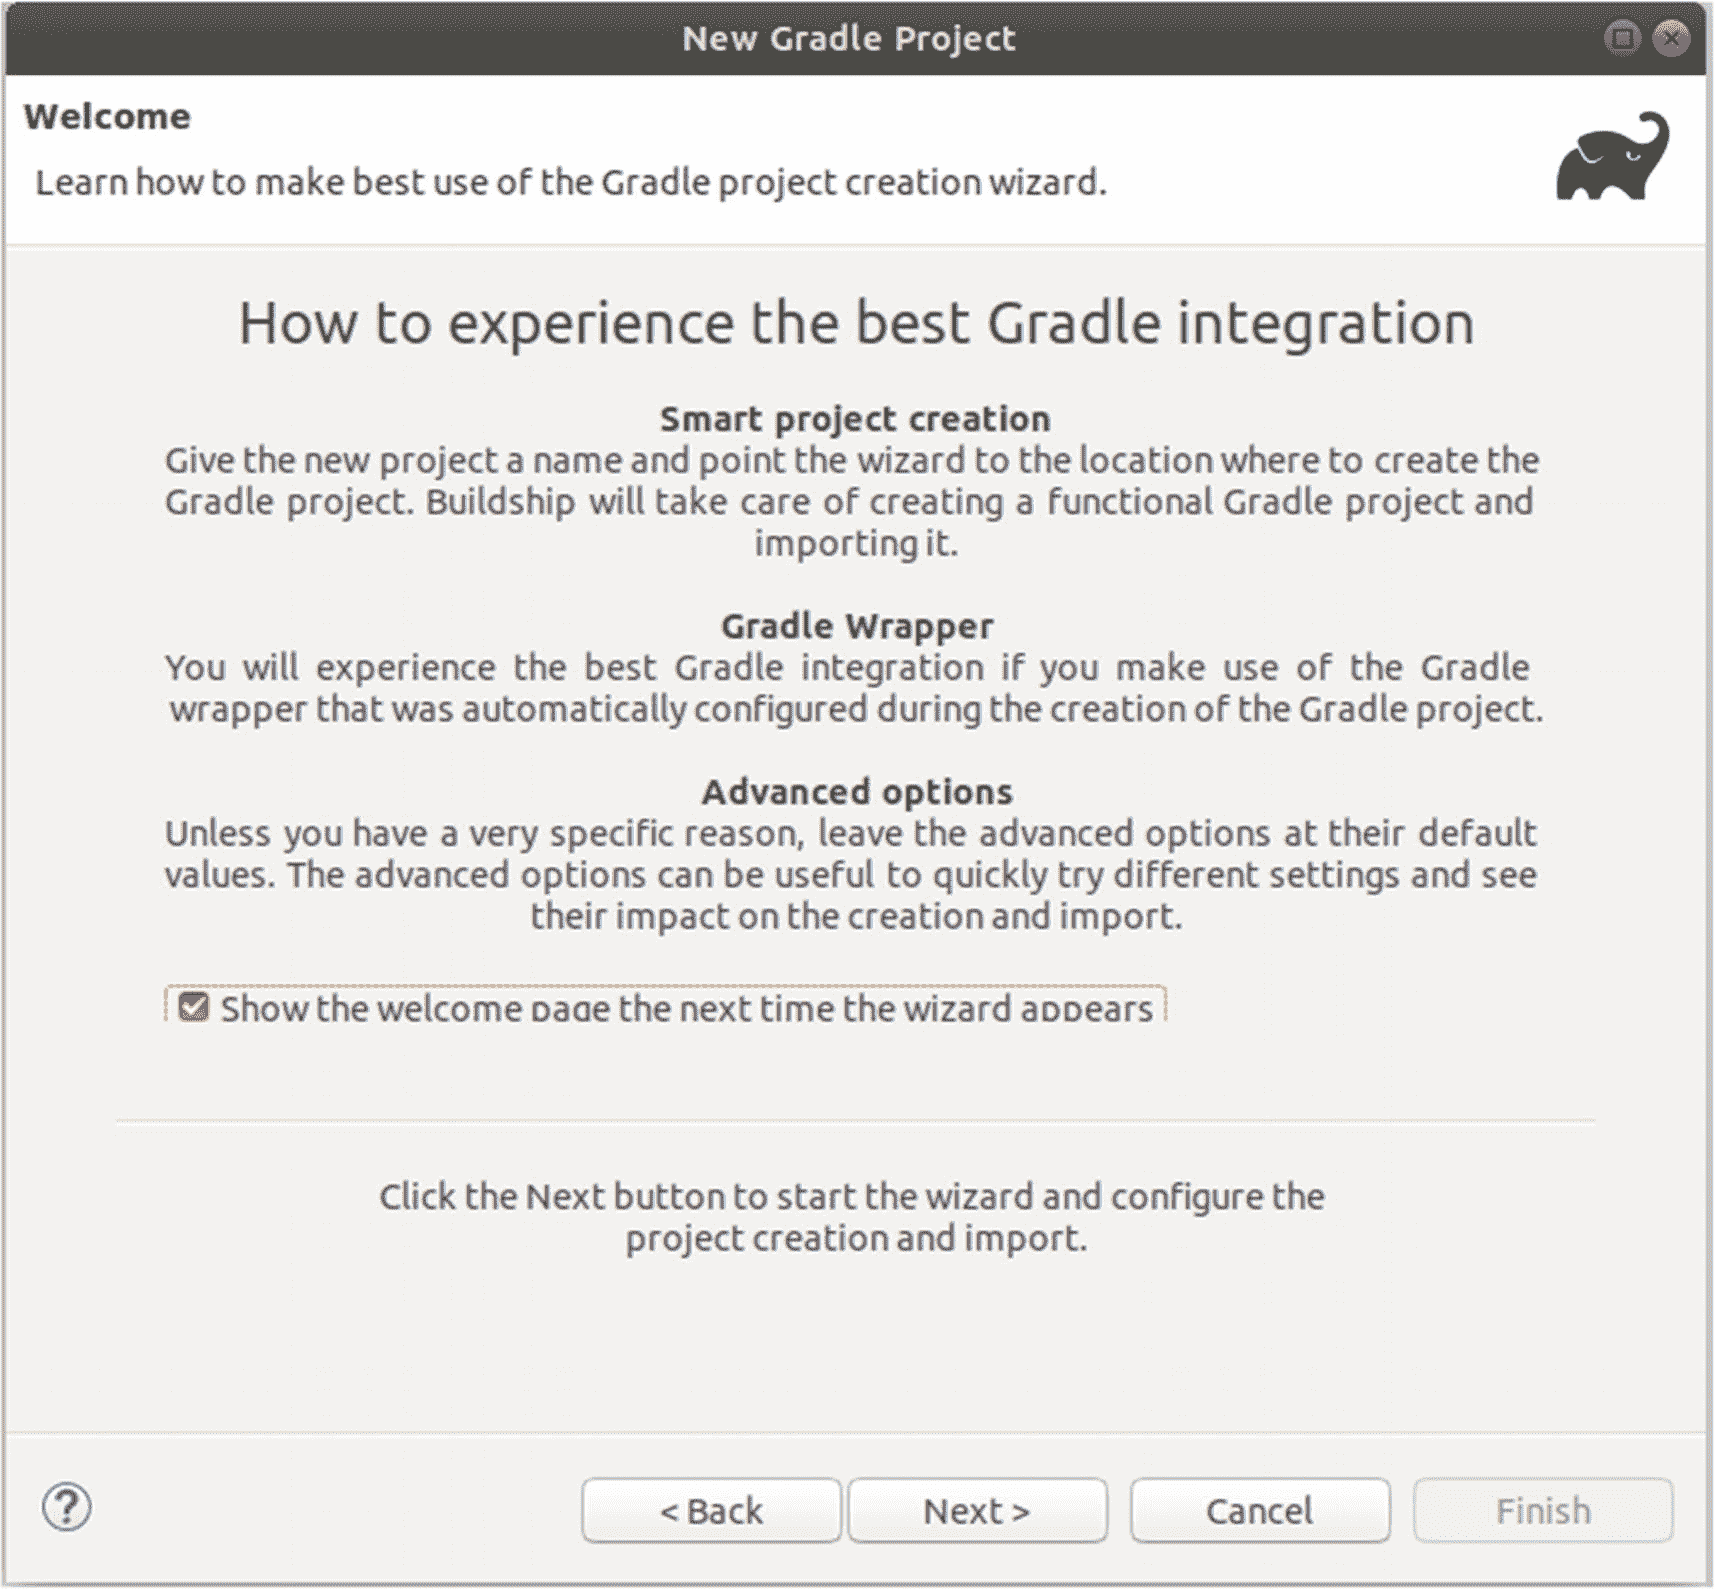 New Gradle Project
Welcome
Learn how to make best use of the Gradle project creation wizard.
How to experience the best Gradle integration
Smart project creation
Give the new project a name and point the wizard to the location where to create the
Gradle project. Buildship will take care of creating a functional Gradle project and
importing it.
Gradle Wrapper
You will experience the best Gradle integration if you make use of the Gradle
wrapper that was automatically configured during the creation of the Gradle project.
Advanced options
Unless you have a very specific reason, leave the advanced options at their default
values. The advanced options can be useful to quickly try different settings and see
their impact on the creation and import.
Show the welcome page the next time the wizard appears
Click the Next button to start the wizard and configure the
project creation and import.
?
< Back
Next >
Cancel
Finish